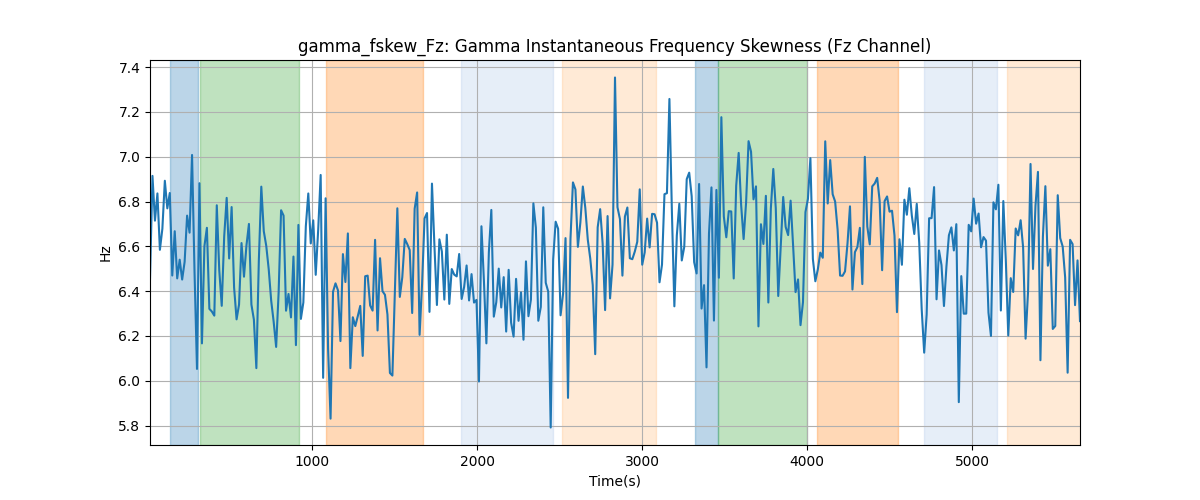 gamma_fskew_Fz: Gamma Instantaneous Frequency Skewness (Fz Channel)
7.4
7.2
7.0
6.8
6.6
6.4
6.2
6.0
5.8
Hz
1000 2000 3000 4000 5000
Time(s)